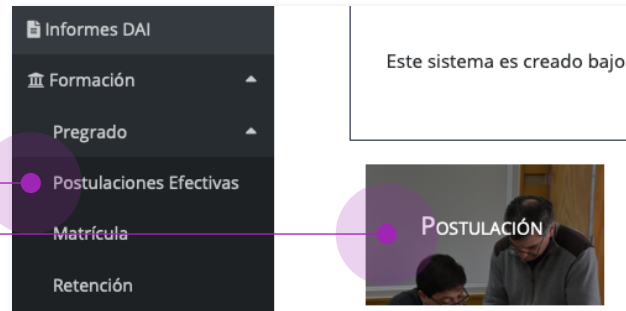 Informes DAI
Formación
Pregrado
Postulaciones Efectivas
Matrícula
Retención
Este sistema es creado bajo
Postulación